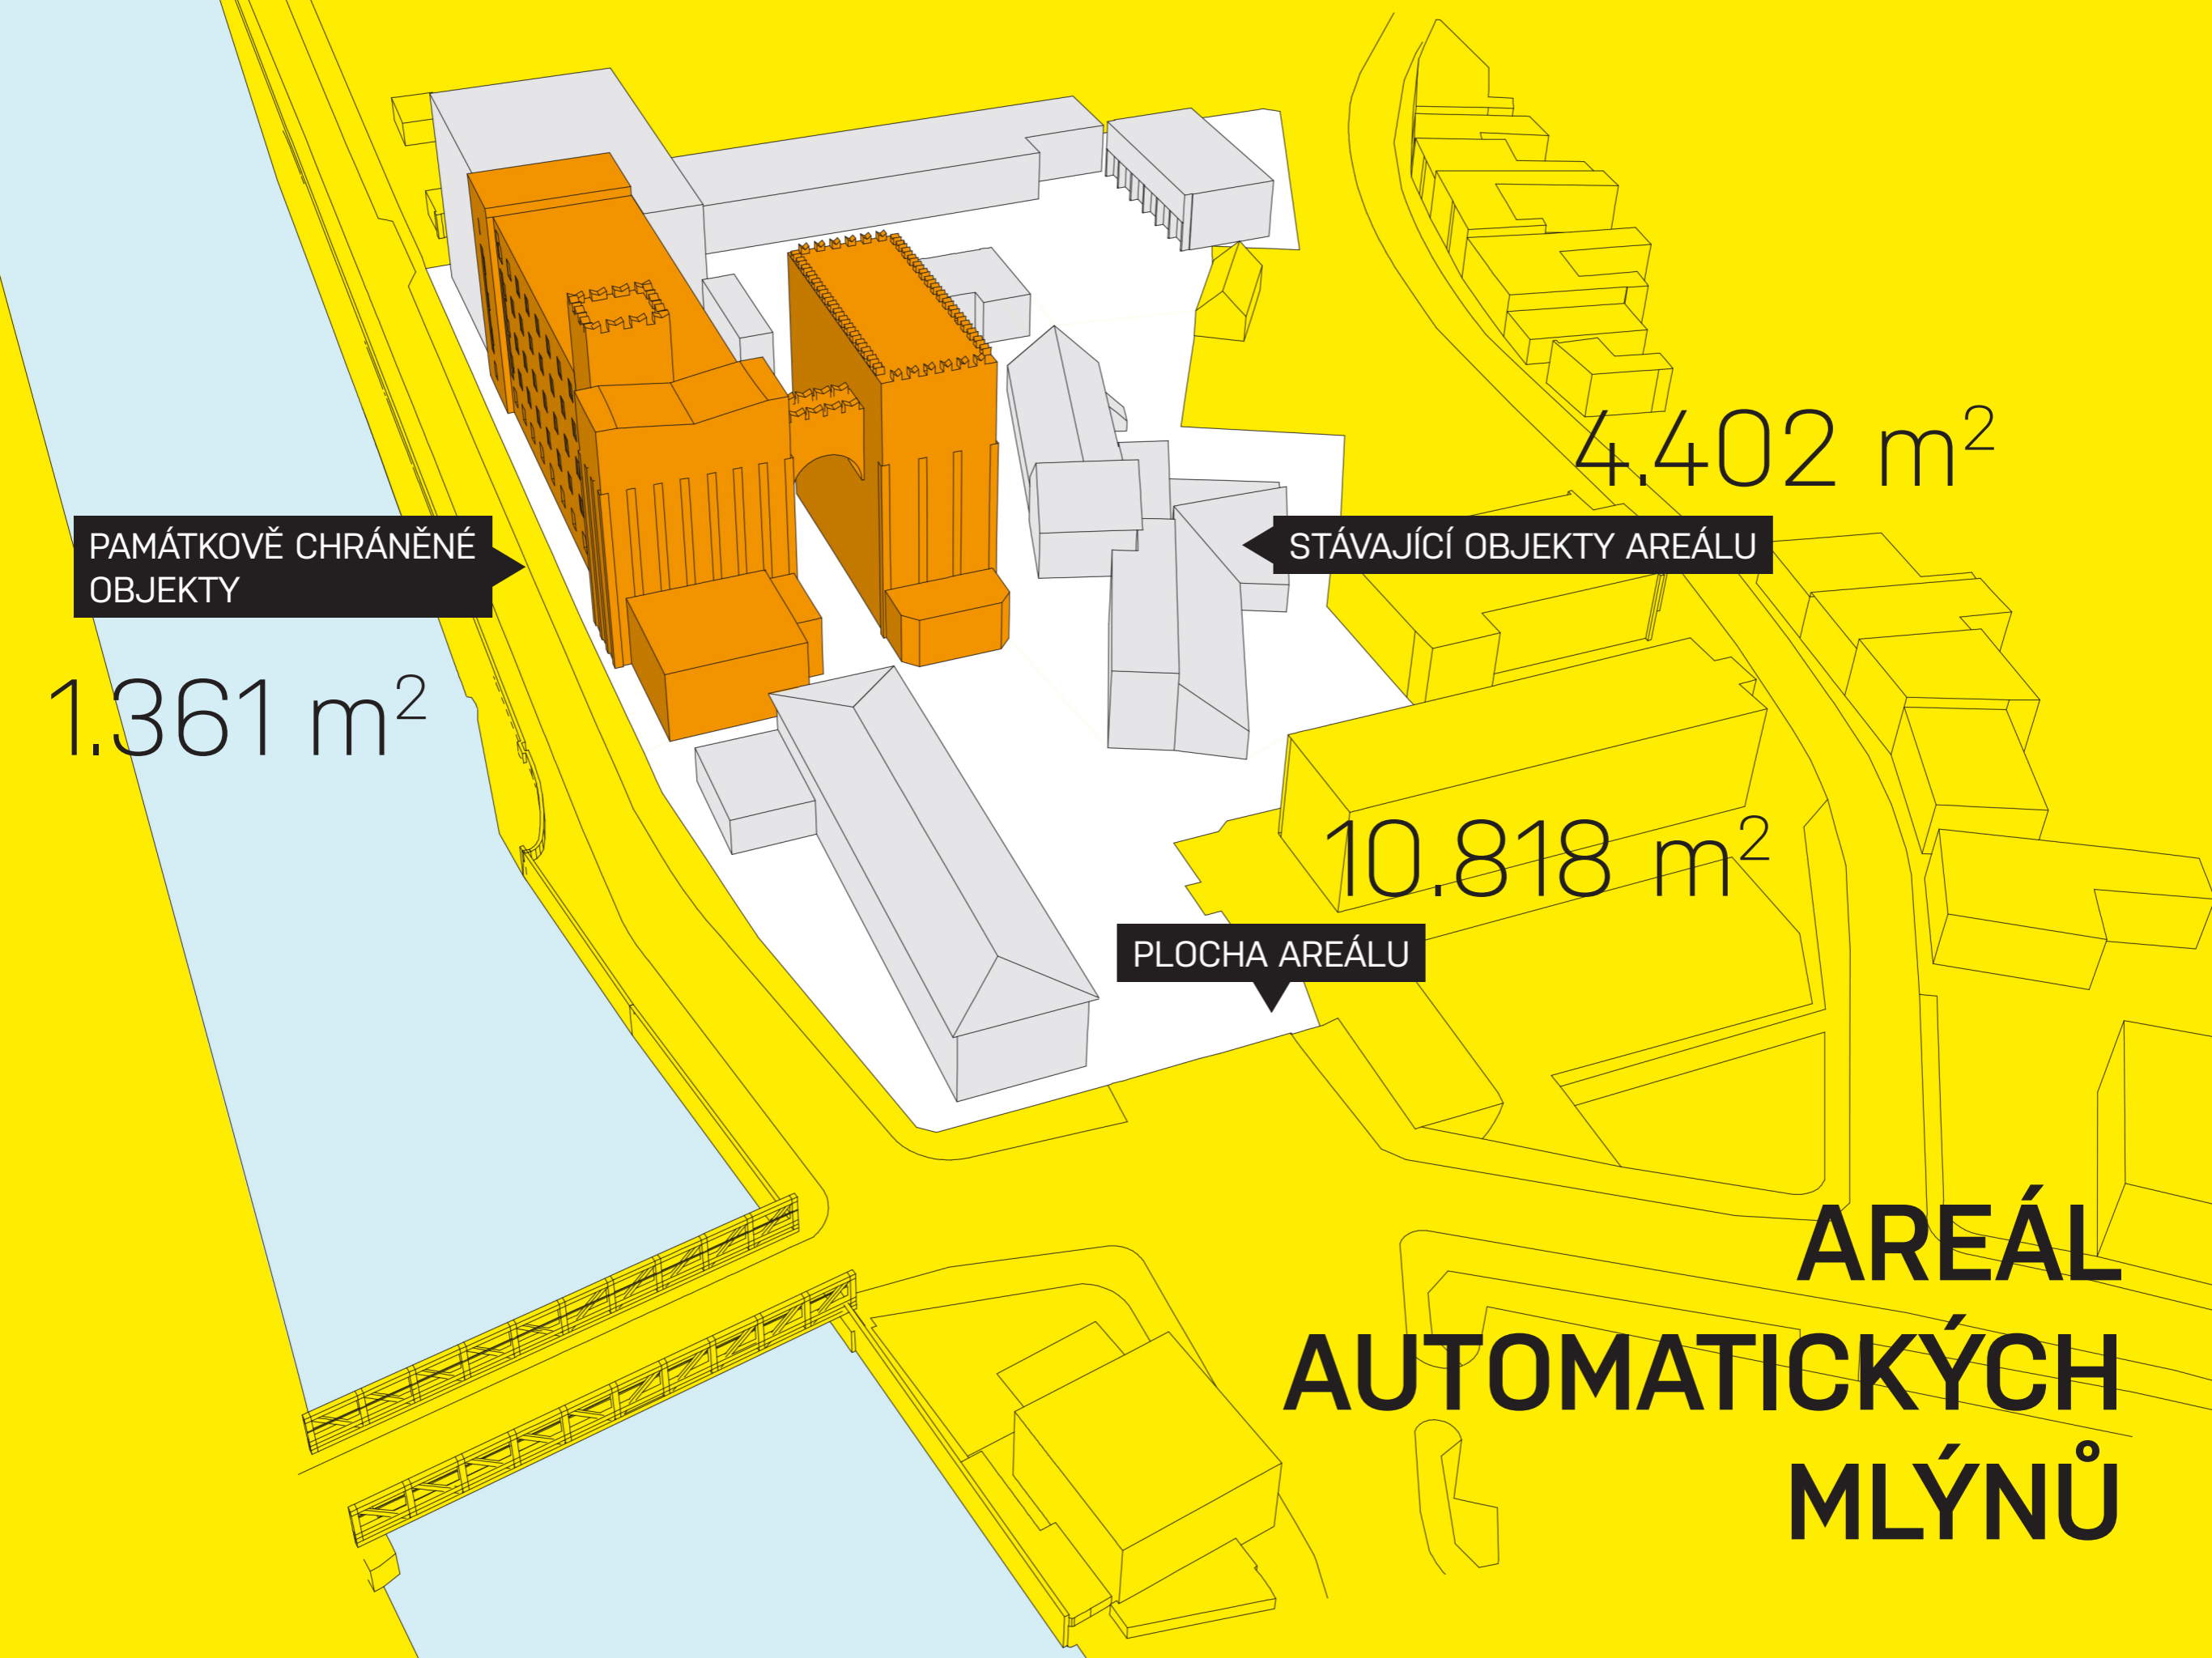 4.402 m²
PAMÁTKOVĚ CHRÁNĚNÉ
OBJEKTY
STÁVAJÍCÍ OBJEKTY AREÁLU
1.361 m²
10.818 m²
PLOCHA AREÁLU
AREÁL
AUTOMATICKÝCH
MLÝNŮ